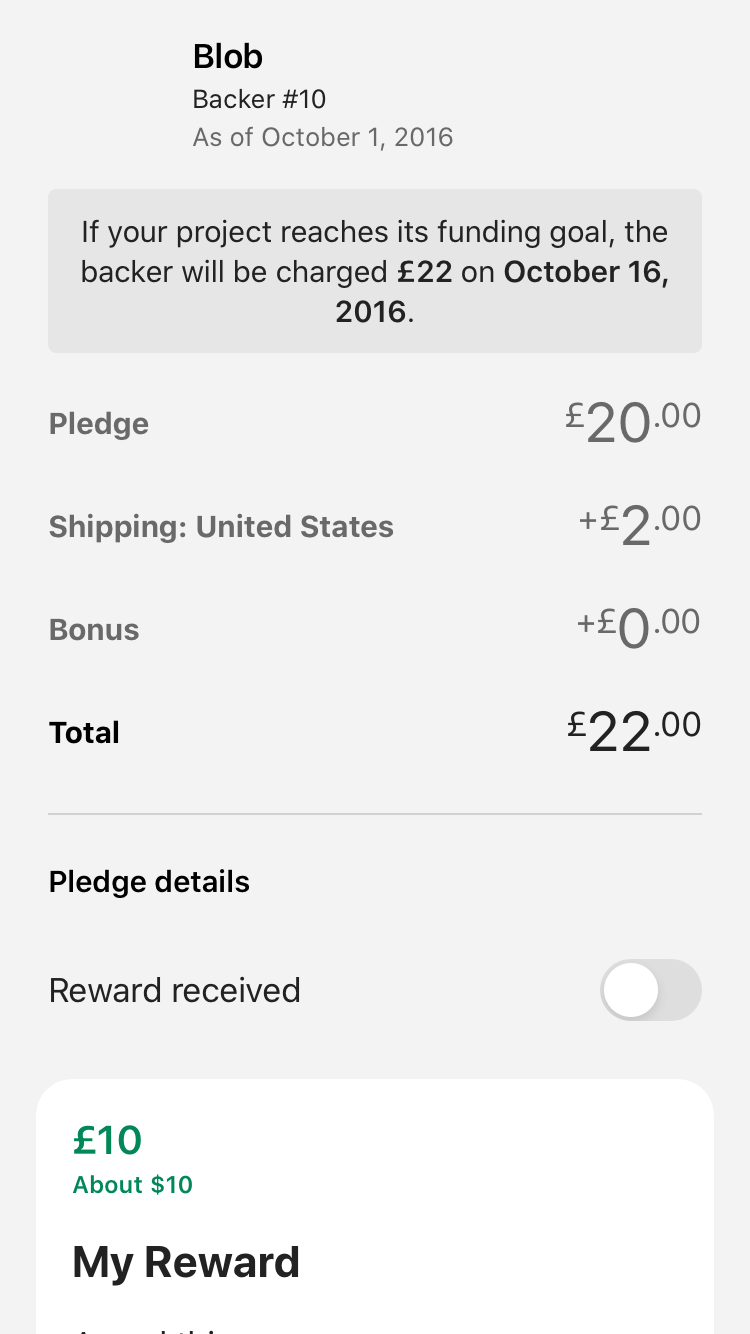 Blob
Backer #10
As of October 1, 2016
If your project reaches its funding goal, the
backer will be charged £22 on October 16,
2016.
Pledge £20.00
Shipping: United States +£2.00
Bonus +£0.00
Total £22.00
Pledge details
Reward received
£10
About $10
My Reward